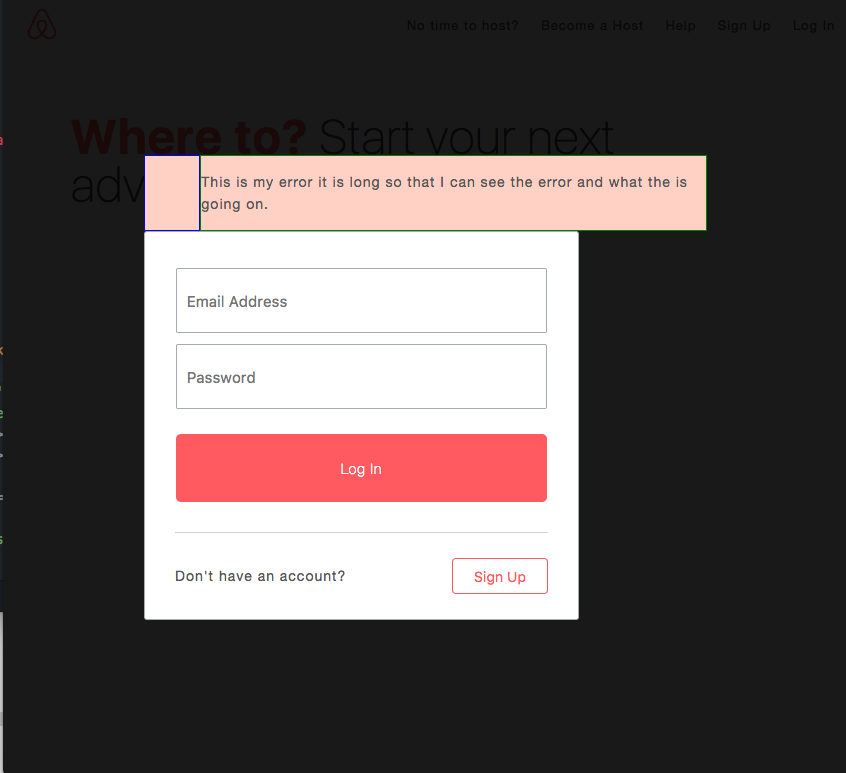 No time to host? Become a Host Help Sign Up Log In
Where to? Start your next
adv
This is my error it is long so that I can see the error and what the is
going on.
Email Address
Password
Log In
Don't have an account? Sign Up